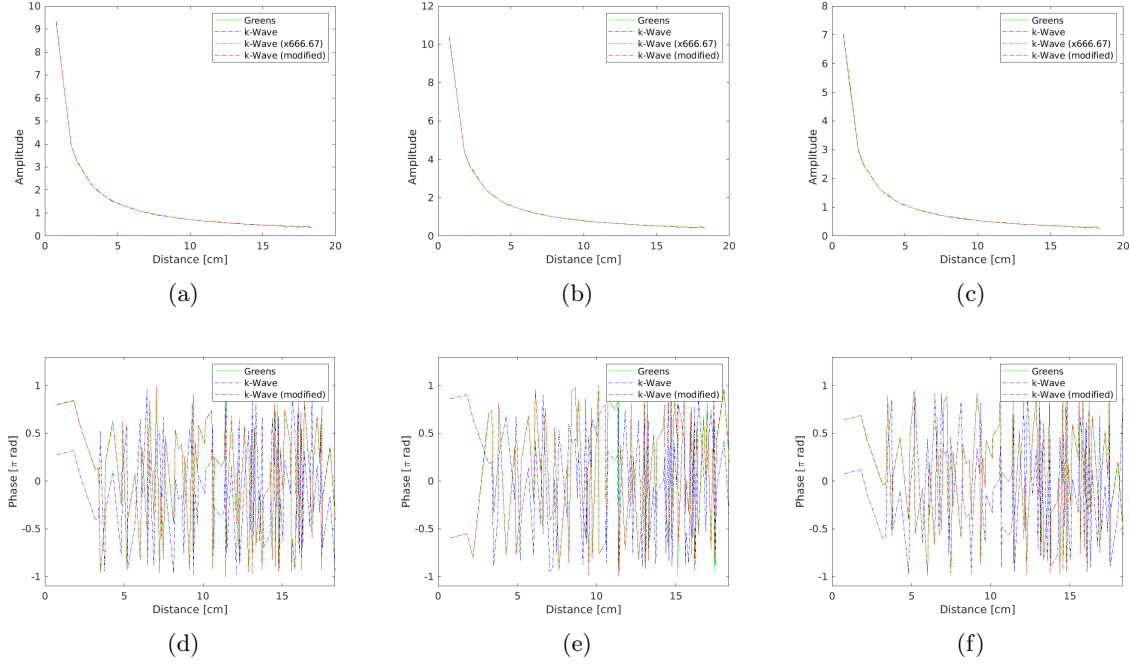 10
9
8
7
6
5
4
3
2
1
0
Amplitude
0 5 10 15 20
Distance [cm]
Greens
k-Wave
k-Wave (x666.67)
k-Wave (modified)
(a)
12
10
8
6
4
2
0
Amplitude
0 5 10 15 20
Distance [cm]
Greens
k-Wave
k-Wave (x666.67)
k-Wave (modified)
(b)
8
7
6
5
4
3
2
1
0
Amplitude
0 5 10 15 20
Distance [cm]
Greens
k-Wave
k-Wave (x666.67)
k-Wave (modified)
(c)
1
0.5
0
-0.5
-1
Phase [π rad]
0 5 10 15
Distance [cm]
Greens
k-Wave
k-Wave (modified)
(d)
1
0.5
0
-0.5
-1
Phase [π rad]
0 5 10 15
Distance [cm]
Greens
k-Wave
k-Wave (modified)
(e)
1
0.5
0
-0.5
-1
Phase [π rad]
0 5 10 15
Distance [cm]
Greens
k-Wave
k-Wave (modified)
(f)